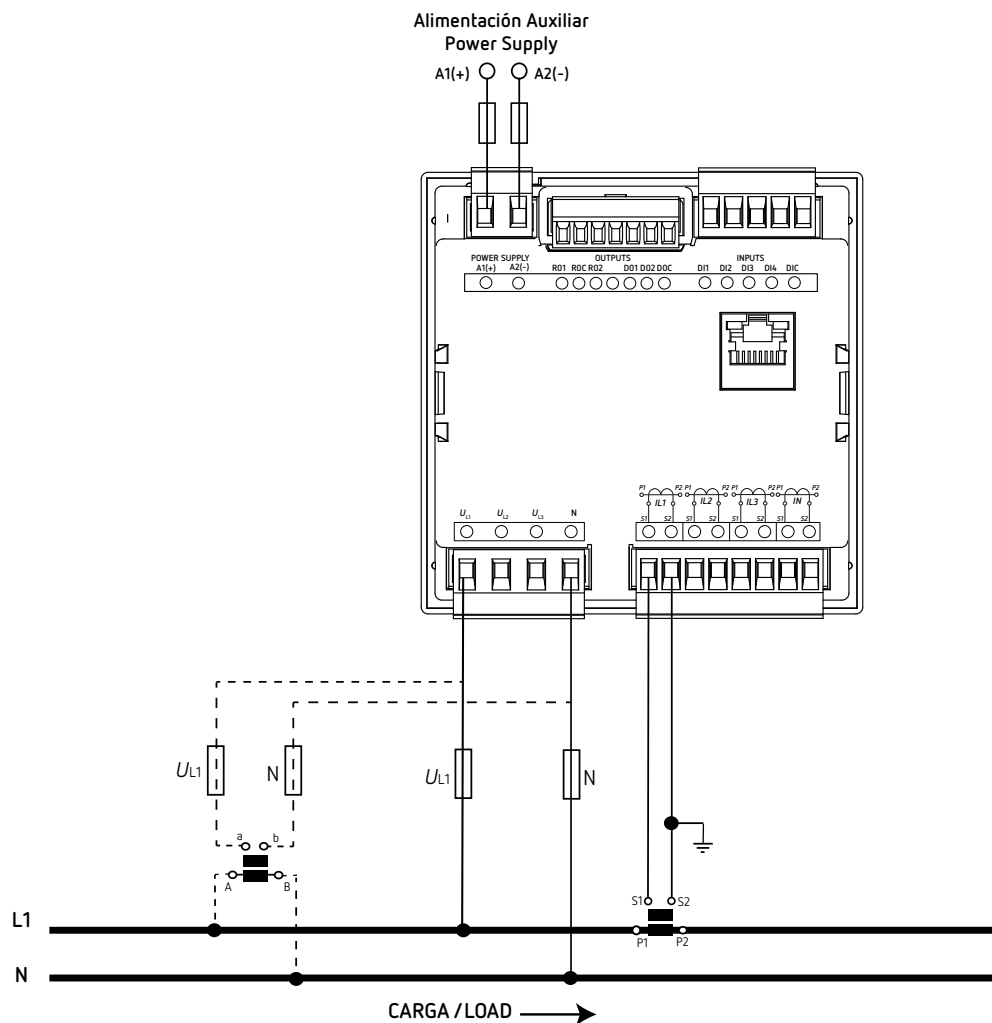 Alimentación Auxiliar
Power Supply
A1(+) A2(-)
I
POWER SUPPLY OUTPUTS INPUTS
A1(+) A2(-) RO1 ROC RO2 DO1 DO2 DOC DI1 DI2 DI3 DI4 DIC
P1 P2 P1 P2 P1 P2 P1 P2
IL1 IL2 IL3 IN
S1 S2 S1 S2 S1 S2 S1 S2
UL1 UL2 UL3 N
UL1 N UL1 N
a b
A B
S1 S2
P1 P2
L1
N
CARGA / LOAD